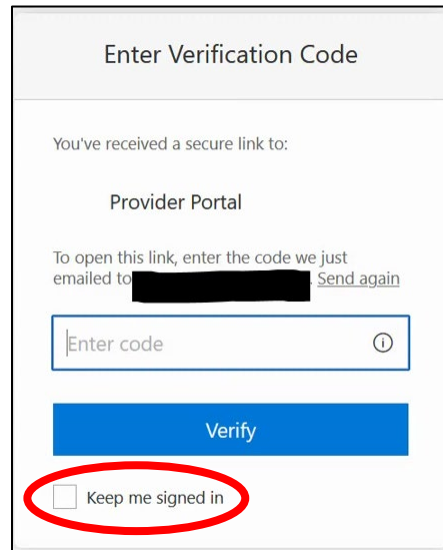 Enter Verification Code
You've received a secure link to:
Provider Portal
To open this link, enter the code we just
emailed to . Send again
Enter code
Verify
Keep me signed in